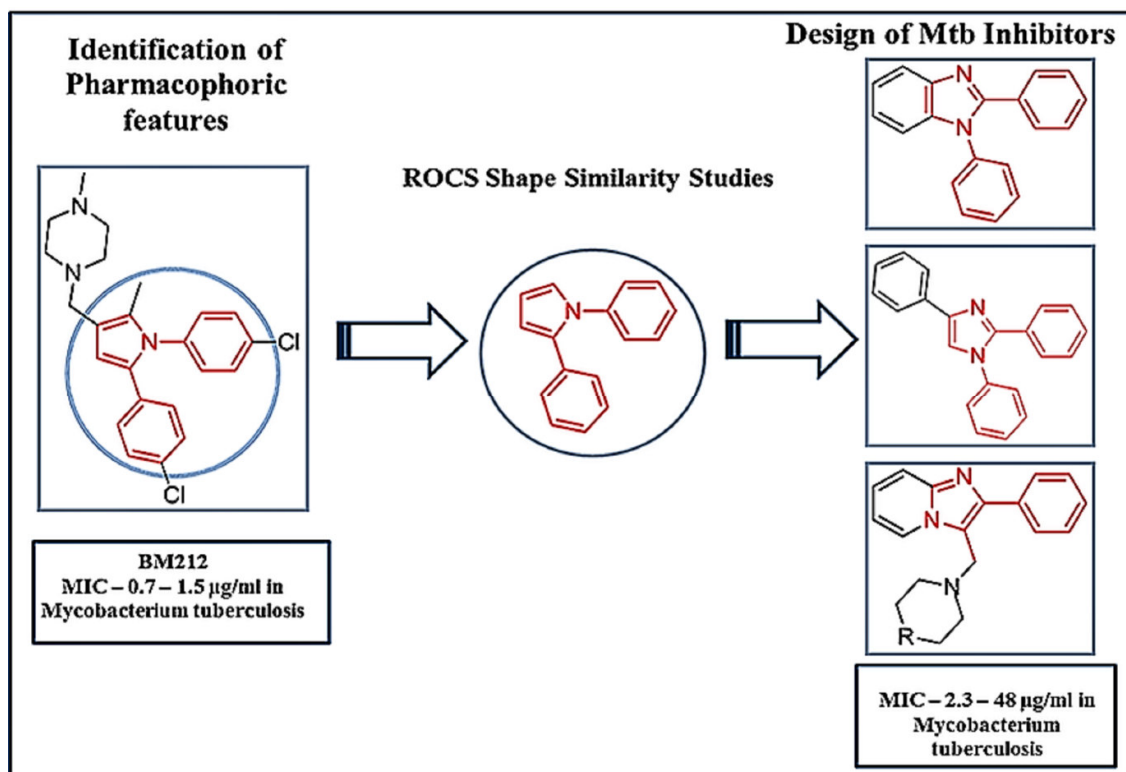 Identification of
Pharmacophoric
features
N
N
N
Cl
Cl
BM212
MIC – 0.7 – 1.5 µg/ml in
Mycobacterium tuberculosis
ROCS Shape Similarity Studies
N
Design of Mtb Inhibitors
N
N
N
N
N
N
N
R
MIC – 2.3 – 48 µg/ml in
Mycobacterium
tuberculosis